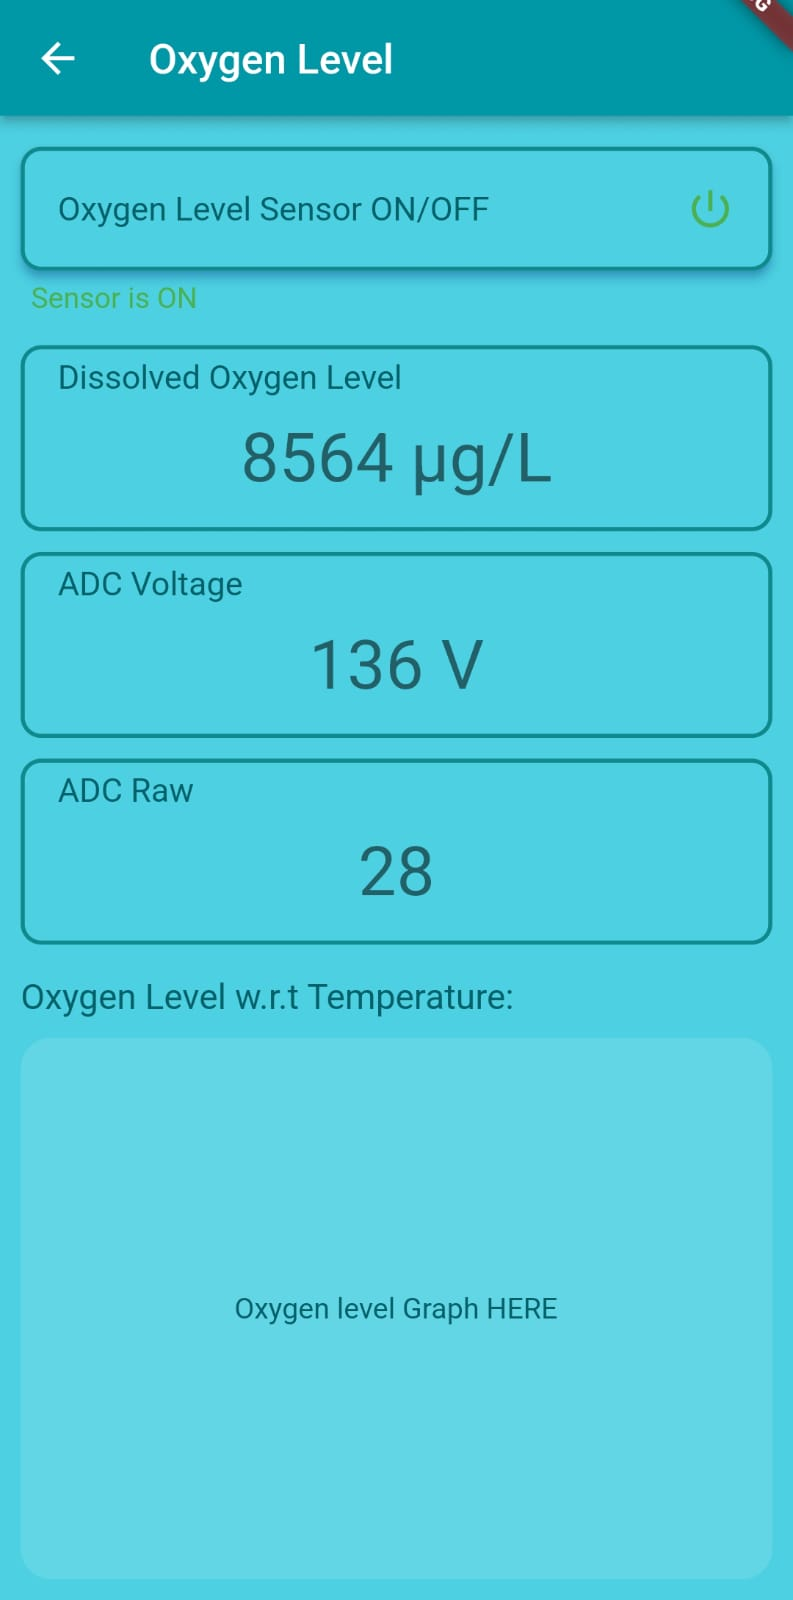 Oxygen Level
Oxygen Level Sensor ON/OFF
Sensor is ON
Dissolved Oxygen Level
8564 µg/L
ADC Voltage
136 V
ADC Raw
28
Oxygen Level w.r.t Temperature:
Oxygen level Graph HERE